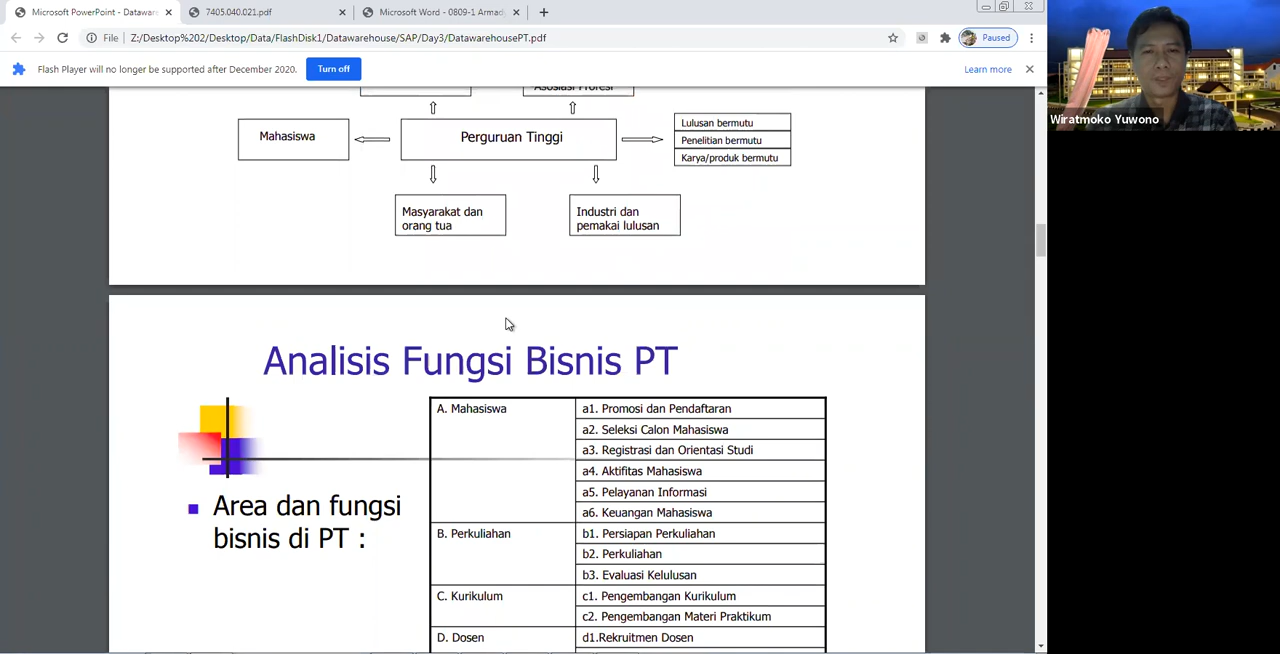 Microsoft PowerPoint - Dataware
7405.040.021.pdf
Microsoft Word - 0809-1 Armad
File
Z:/Desktop%202/Desktop/Data/FlashDisk1/Datawarehouse/SAP/Day3/DatawarehousePT.pdf
Paused
Flash Player will no longer be supported after December 2020.
Turn off
Learn more
Wiratmoko Yuwono
Asosiasi Profesi
Mahasiswa
Perguruan Tinggi
Lulusan bermutu
Penelitian bermutu
Karya/produk bermutu
Masyarakat dan
orang tua
Industri dan
pemakai lulusan
Analisis Fungsi Bisnis PT
Area dan fungsi
bisnis di PT :
A. Mahasiswa
a1. Promosi dan Pendaftaran
a2. Seleksi Calon Mahasiswa
a3. Registrasi dan Orientasi Studi
a4. Aktifitas Mahasiswa
a5. Pelayanan Informasi
a6. Keuangan Mahasiswa
B. Perkuliahan
b1. Persiapan Perkuliahan
b2. Perkuliahan
b3. Evaluasi Kelulusan
C. Kurikulum
c1. Pengembangan Kurikulum
c2. Pengembangan Materi Praktikum
D. Dosen
d1.Rekruitmen Dosen